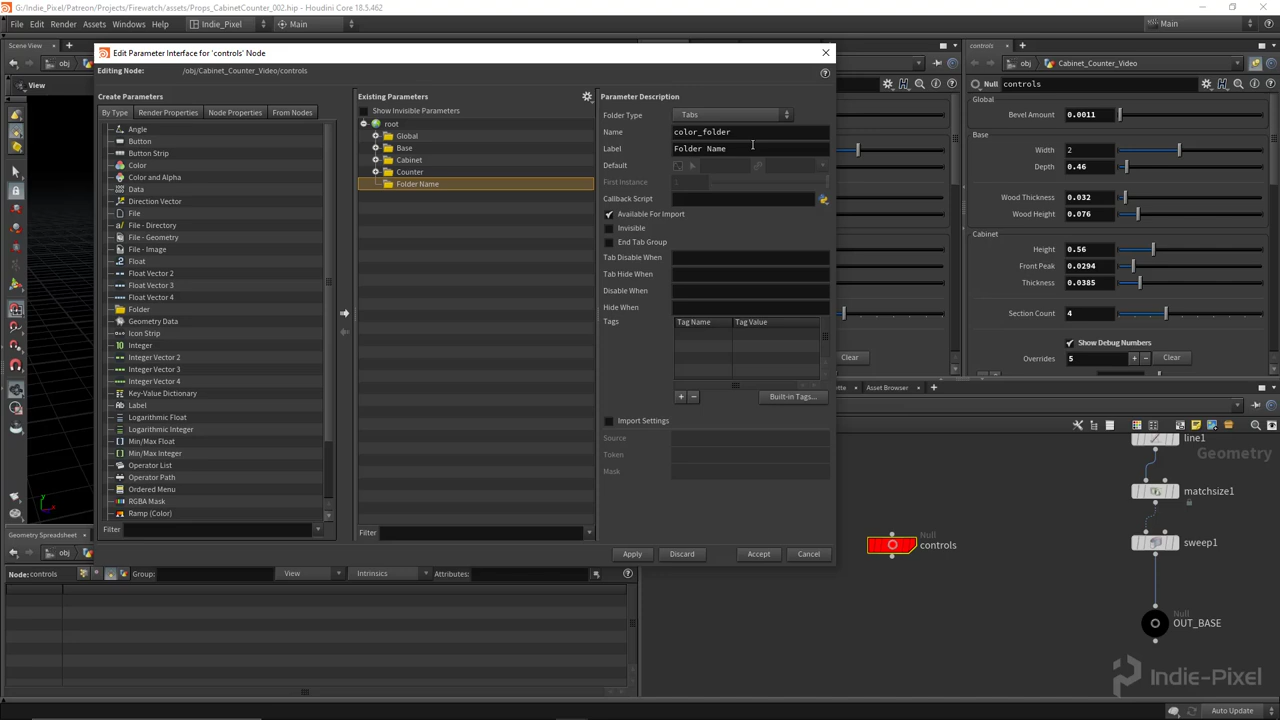 G:/Indie_Pixel/Patreon/Projects/Firewatch/assets/Props_CabinetCounter_002.hip - Houdini Core 18.5.462
File Edit Render Assets Windows Help Indie_Pixel Main Main
Scene View
obj
View
Edit Parameter Interface for 'controls' Node
Editing Node: /obj/Cabinet_Counter_Video/controls
Create Parameters
By Type Render Properties Node Properties From Nodes
Angle
Button
Button Strip
Color
Color and Alpha
Data
Direction Vector
File
File - Directory
File - Geometry
File - Image
Float
Float Vector 2
Float Vector 3
Float Vector 4
Folder
Geometry Data
Icon Strip
Integer
Integer Vector 2
Integer Vector 3
Integer Vector 4
Key-Value Dictionary
Label
Logarithmic Float
Logarithmic Integer
Min/Max Float
Min/Max Integer
Operator List
Operator Path
Ordered Menu
RGBA Mask
Ramp (Color)
Filter
Existing Parameters
Show Invisible Parameters
root
Global
Base
Cabinet
Counter
Folder Name
Filter
Parameter Description
Folder Type Tabs
Name color_folder
Label Folder Name
Default
First Instance 1
Callback Script
Available For Import
Invisible
End Tab Group
Tab Disable When
Tab Hide When
Disable When
Hide When
Tags Tag Name Tag Value
+ - Built-in Tags...
Import Settings
Source
Token
Mask
Apply Discard Accept Cancel
controls
obj Cabinet_Counter_Video
Null controls
Global
Bevel Amount 0.0011
Base
Width 2
Depth 0.46
Wood Thickness 0.032
Wood Height 0.076
Cabinet
Height 0.56
Front Peak 0.0294
Thickness 0.0385
Section Count 4
Show Debug Numbers
Clear Overrides 5 + - Clear
Asset Browser
Geometry
line1
matchsize1
sweep1
Null
controls
Null
OUT_BASE
Geometry Spreadsheet
obj
Node: controls Group: View Intrinsics Attributes:
Indie-Pixel
Auto Update